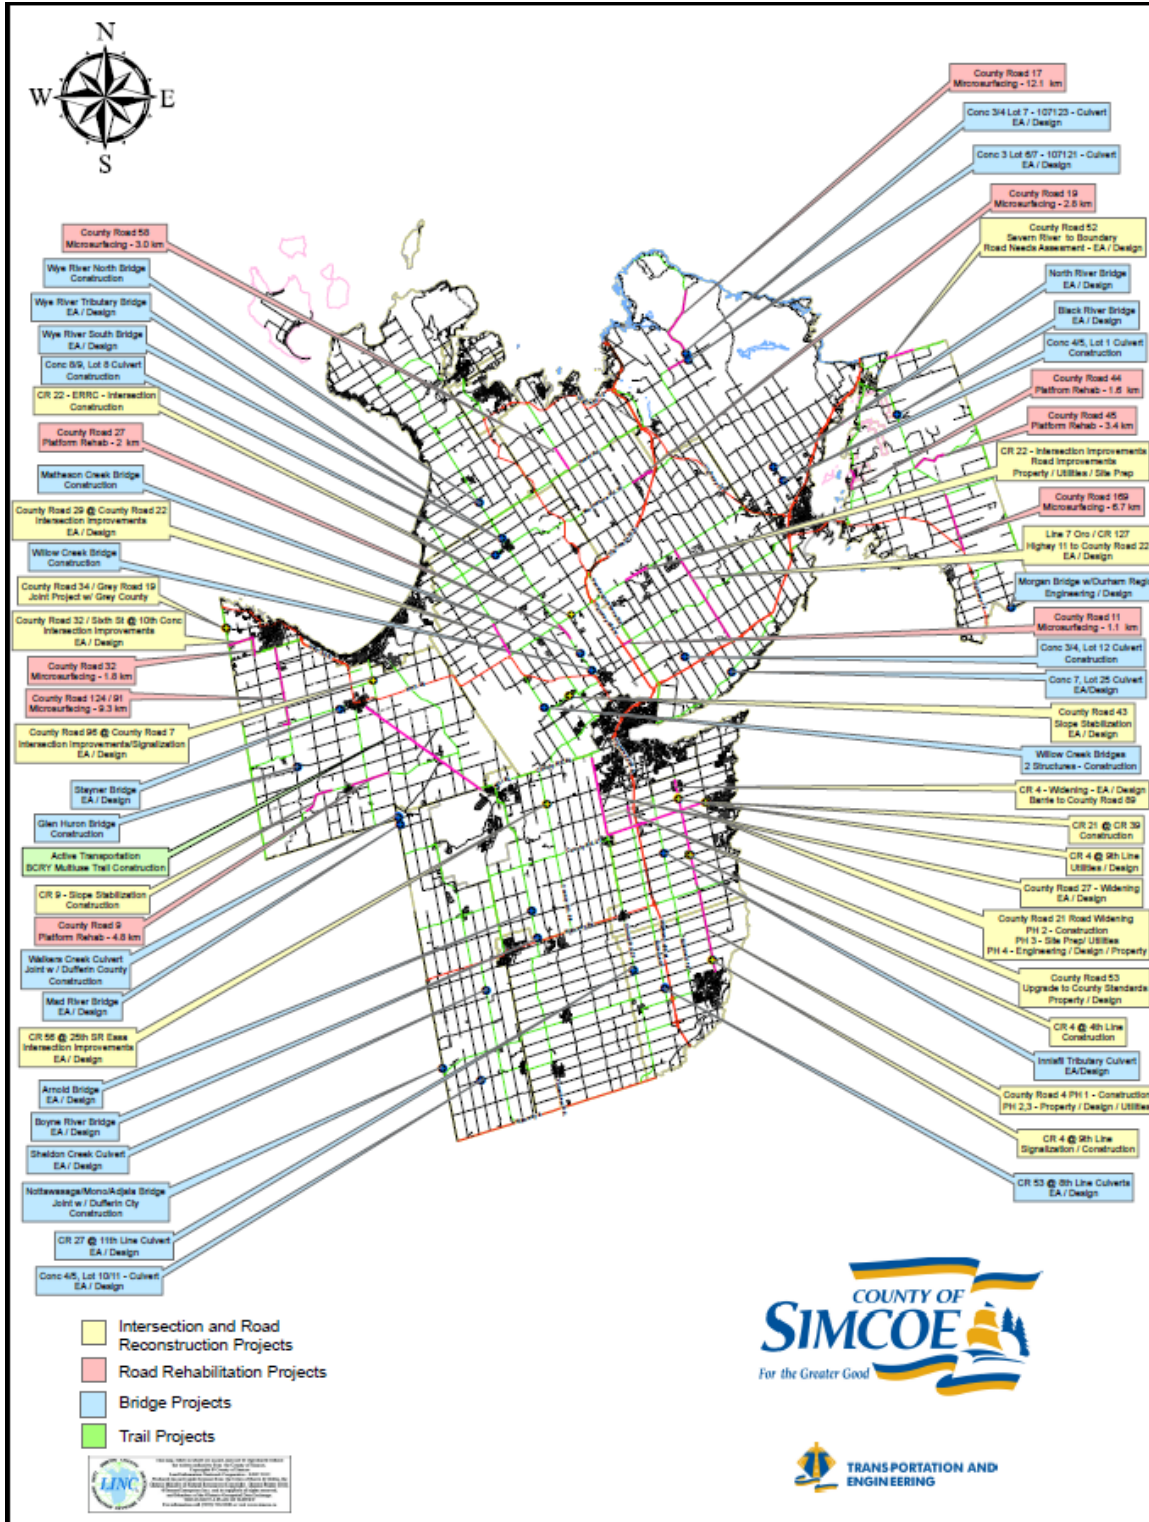 N
W E
S
County Road 17
Microsurfacing - 12.1 km
Conc 3/4 Lot 7 - 107123 - Culvert
EA / Design
Conc 3 Lot 6/7 - 107121 - Culvert
EA / Design
County Road 19
Microsurfacing - 2.8 km
County Road 52
Severn River to Boundary
Road Needs Assesment - EA / Design
North River Bridge
EA / Design
Black River Bridge
EA / Design
Conc 4/5, Lot 1 Culvert
Construction
County Road 44
Platfrom Rehab - 1.6 km
County Road 45
Platform Rehab - 3.4 km
CR 22 - Intersection Improvements
Road Improvements
Property / Utilities / Site Prep
County Road 169
Microsurfacing - 6.7 km
Line 7 Oro / CR 127
Highay 11 to County Road 22
EA / Design
Morgan Bridge w/Durham Regi
Engineering / Design
County Road 11
Microsurfacing - 1.1 km
Conc 3/4, Lot 12 Culvert
Construction
Conc 7, Lot 25 Culvert
EA/Design
County Road 43
Slope Stabilization
EA / Design
Willow Creek Bridges
2 Structures - Construction
CR 4 - Widening - EA / Design
Barrie to County Road 89
CR 21 @ CR 39
Construction
CR 4 @ 9th Line
Utilities / Design
County Road 27 - Widening
EA / Design
County Road 21 Road Widening
PH 2 - Construction
PH 3 - Site Prep/ Utilities
PH 4 - Engineering / Design / Property
County Road 53
Upgrade to County Standards
Property / Design
CR 4 @ 4th Line
Construction
Innisfil Tributary Culvert
EA/Design
County Road 4 PH 1 - Construction
PH 2,3 - Property / Design / Utilities
CR 4 @ 9th Line
Signalization / Construction
CR 53 @ 8th Line Culverts
EA / Design
County Road 58
Microsurfacing - 3.0 km
Wye River North Bridge
Construction
Wye River Tributary Bridge
EA / Design
Wye River South Bridge
EA / Design
Conc 8/9, Lot 8 Culvert
Construction
CR 22 - ERRC - Intersection
Construction
County Road 27
Platform Rehab - 2 km
Matheson Creek Bridge
Construction
County Road 29 @ County Road 22
Intersection Improvements
EA / Design
Willow Creek Bridge
Construction
County Road 34 / Grey Road 19
Joint Project w/ Grey County
County Road 32 / Sixth St @ 10th Conc
Intersection Improvements
EA / Design
County Road 32
Mircrosurfacing - 1.8 km
County Road 124 / 91
Microsurfacing - 9.3 km
County Road 96 @ County Road 7
Intersection Improvements/Signalization
EA / Design
Stayner Bridge
EA / Design
Glen Huron Bridge
Construction
Active Transportation
BCRY Multiuse Trail Construction
CR 9 - Slope Stabilization
Construction
County Road 9
Platform Rehab - 4.8 km
Walkers Creek Culvert
Joint w / Dufferin County
Construction
Mad River Bridge
EA / Design
CR 56 @ 25th SR Essa
Intersection Improvements
EA / Design
Arnold Bridge
EA / Design
Boyne River Bridge
EA / Design
Sheldon Creek Culvert
EA / Design
Nottawasaga/Mono/Adjala Bridge
Joint w / Dufferin Cty
Construction
CR 27 @ 11th Line Culvert
EA / Design
Conc 4/5, Lot 10/11 - Culvert
EA / Design
Intersection and Road
Reconstruction Projects
Road Rehabilitation Projects
Bridge Projects
Trail Projects
LINC
COUNTY OF
SIMCOE
For the Greater Good
TRANSPORTATION AND
ENGINEERING